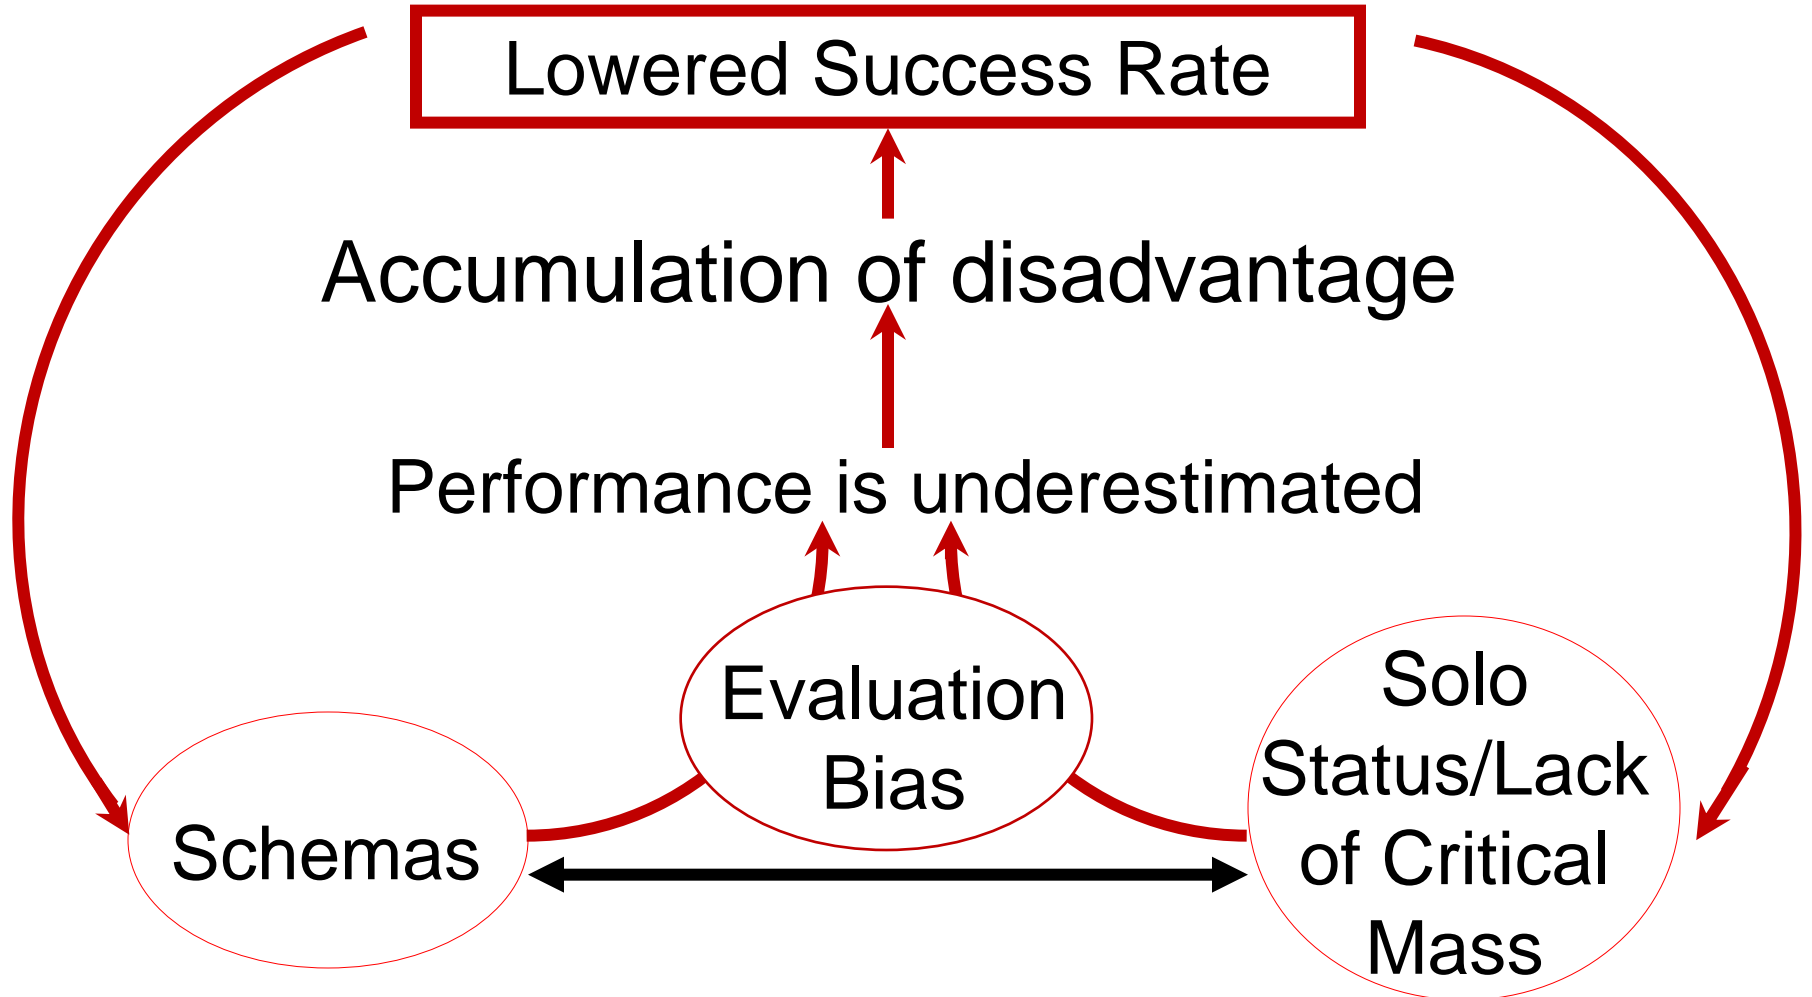 Lowered Success Rate
Accumulation of disadvantage
Performance is underestimated
Evaluation
Bias
Schemas
Solo
Status/Lack
of Critical
Mass